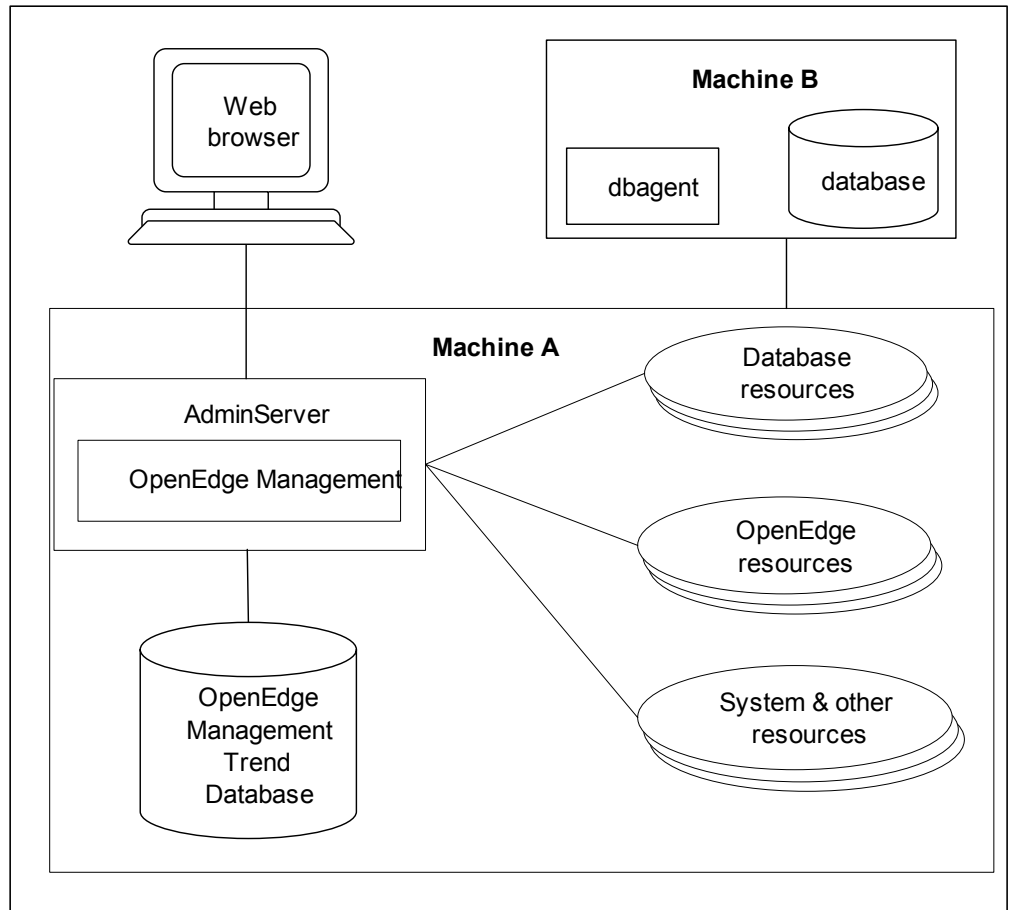 Web
browser
Machine B
dbagent
database
Machine A
AdminServer
OpenEdge Management
Database
resources
OpenEdge
resources
System & other
resources
OpenEdge
Management
Trend
Database